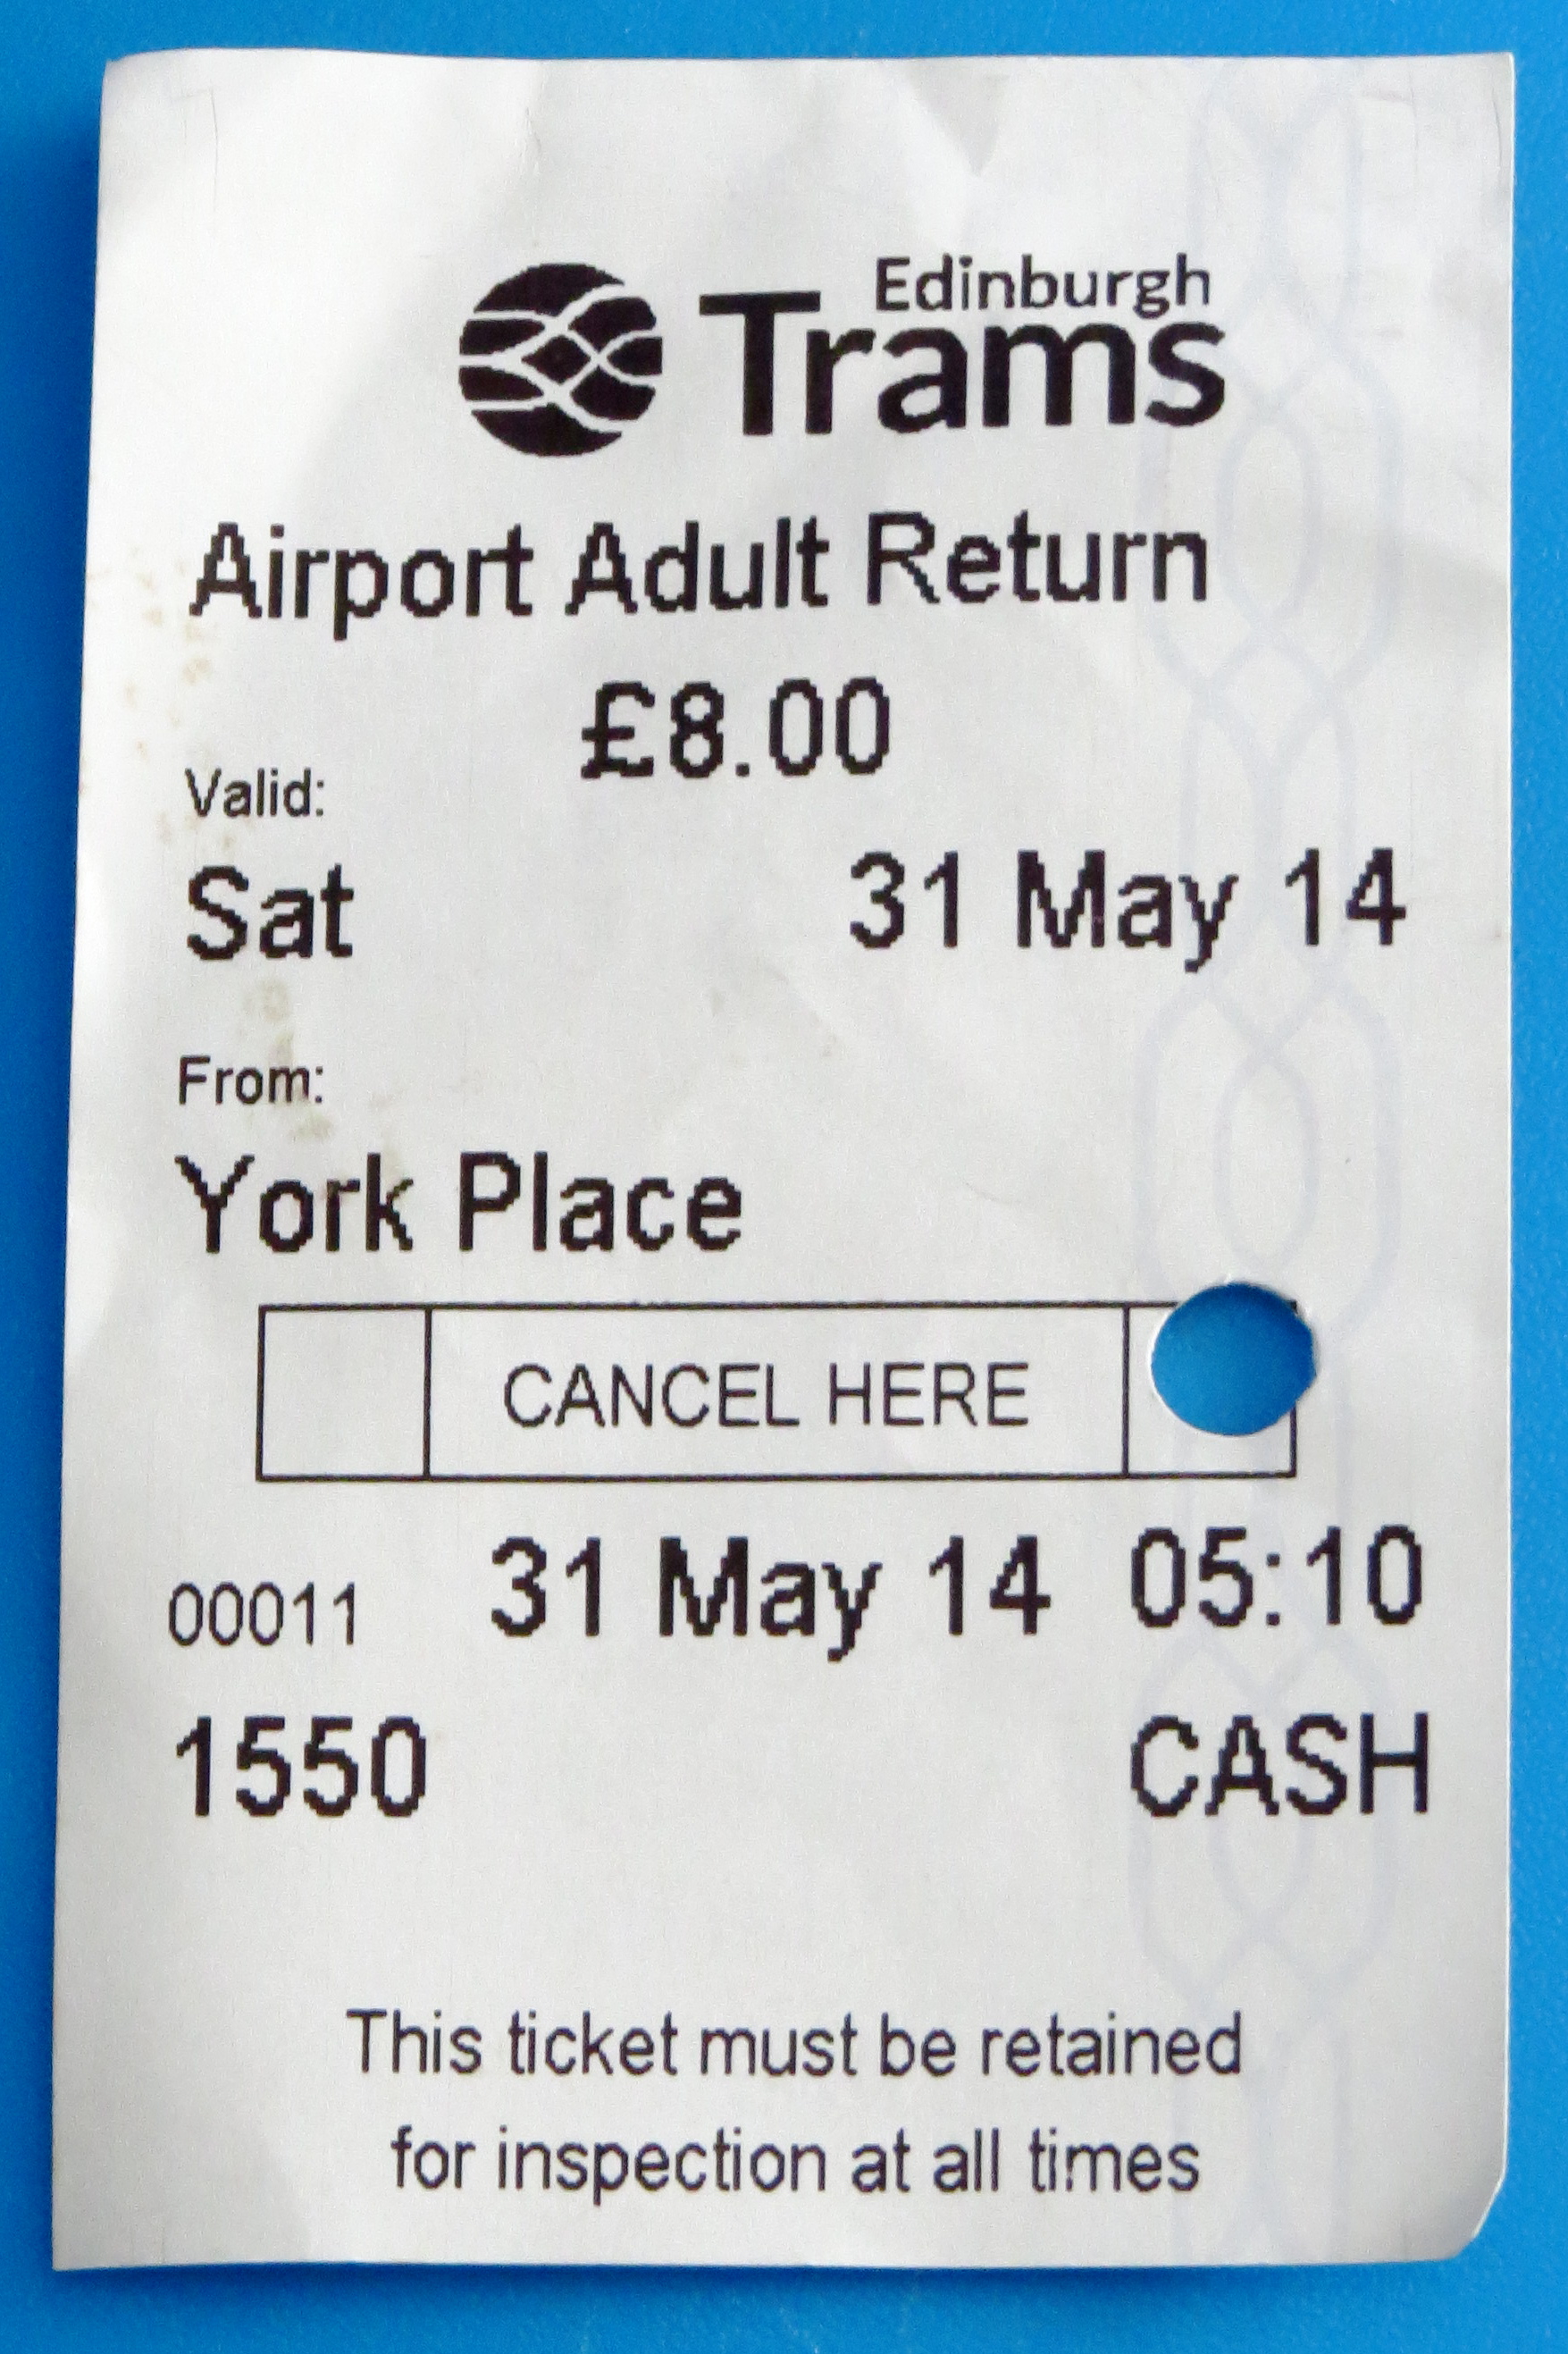 Edinburgh
Trams
Airport Adult Return
£8.00
Valid:
Sat 31 May 14
From:
York Place
CANCEL HERE
00011 31 May 14 05:10
1550 CASH
This ticket must be retained
for inspection at all times